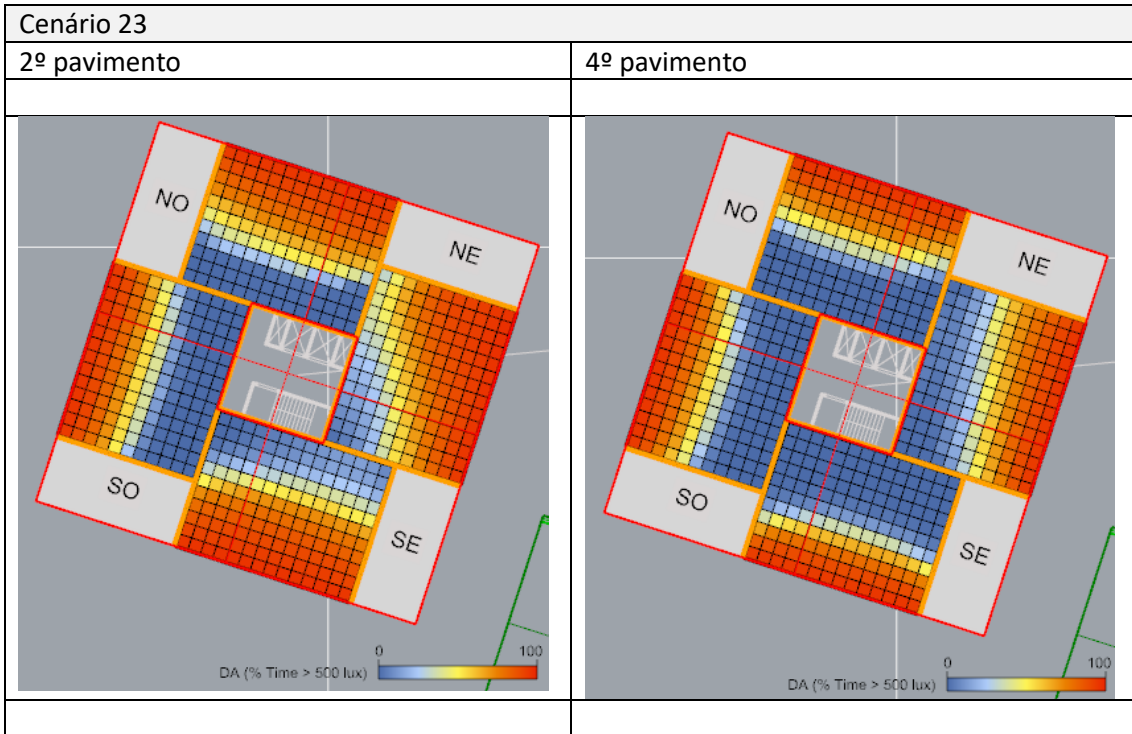 Cenário 23
2º pavimento
4º pavimento
NO
NE
SO
SE
0
100
DA (% Time > 500 lux)
NO
NE
SO
SE
0
100
DA (% Time > 500 lux)